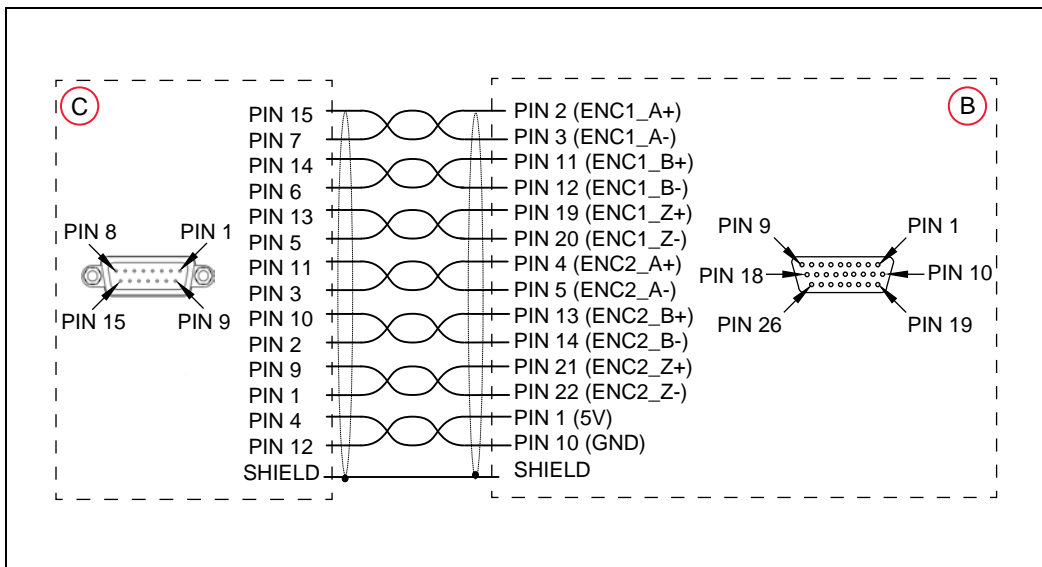 C
B
PIN 15
PIN 2 (ENC1_A+)
PIN 7
PIN 3 (ENC1_A-)
PIN 14
PIN 11 (ENC1_B+)
PIN 6
PIN 12 (ENC1_B-)
PIN 13
PIN 19 (ENC1_Z+)
PIN 5
PIN 20 (ENC1_Z-)
PIN 11
PIN 4 (ENC2_A+)
PIN 3
PIN 5 (ENC2_A-)
PIN 10
PIN 13 (ENC2_B+)
PIN 2
PIN 14 (ENC2_B-)
PIN 9
PIN 21 (ENC2_Z+)
PIN 1
PIN 22 (ENC2_Z-)
PIN 4
PIN 1 (5V)
PIN 12
PIN 10 (GND)
SHIELD
SHIELD
PIN 8
PIN 1
PIN 15
PIN 9
PIN 9
PIN 1
PIN 18
PIN 10
PIN 26
PIN 19